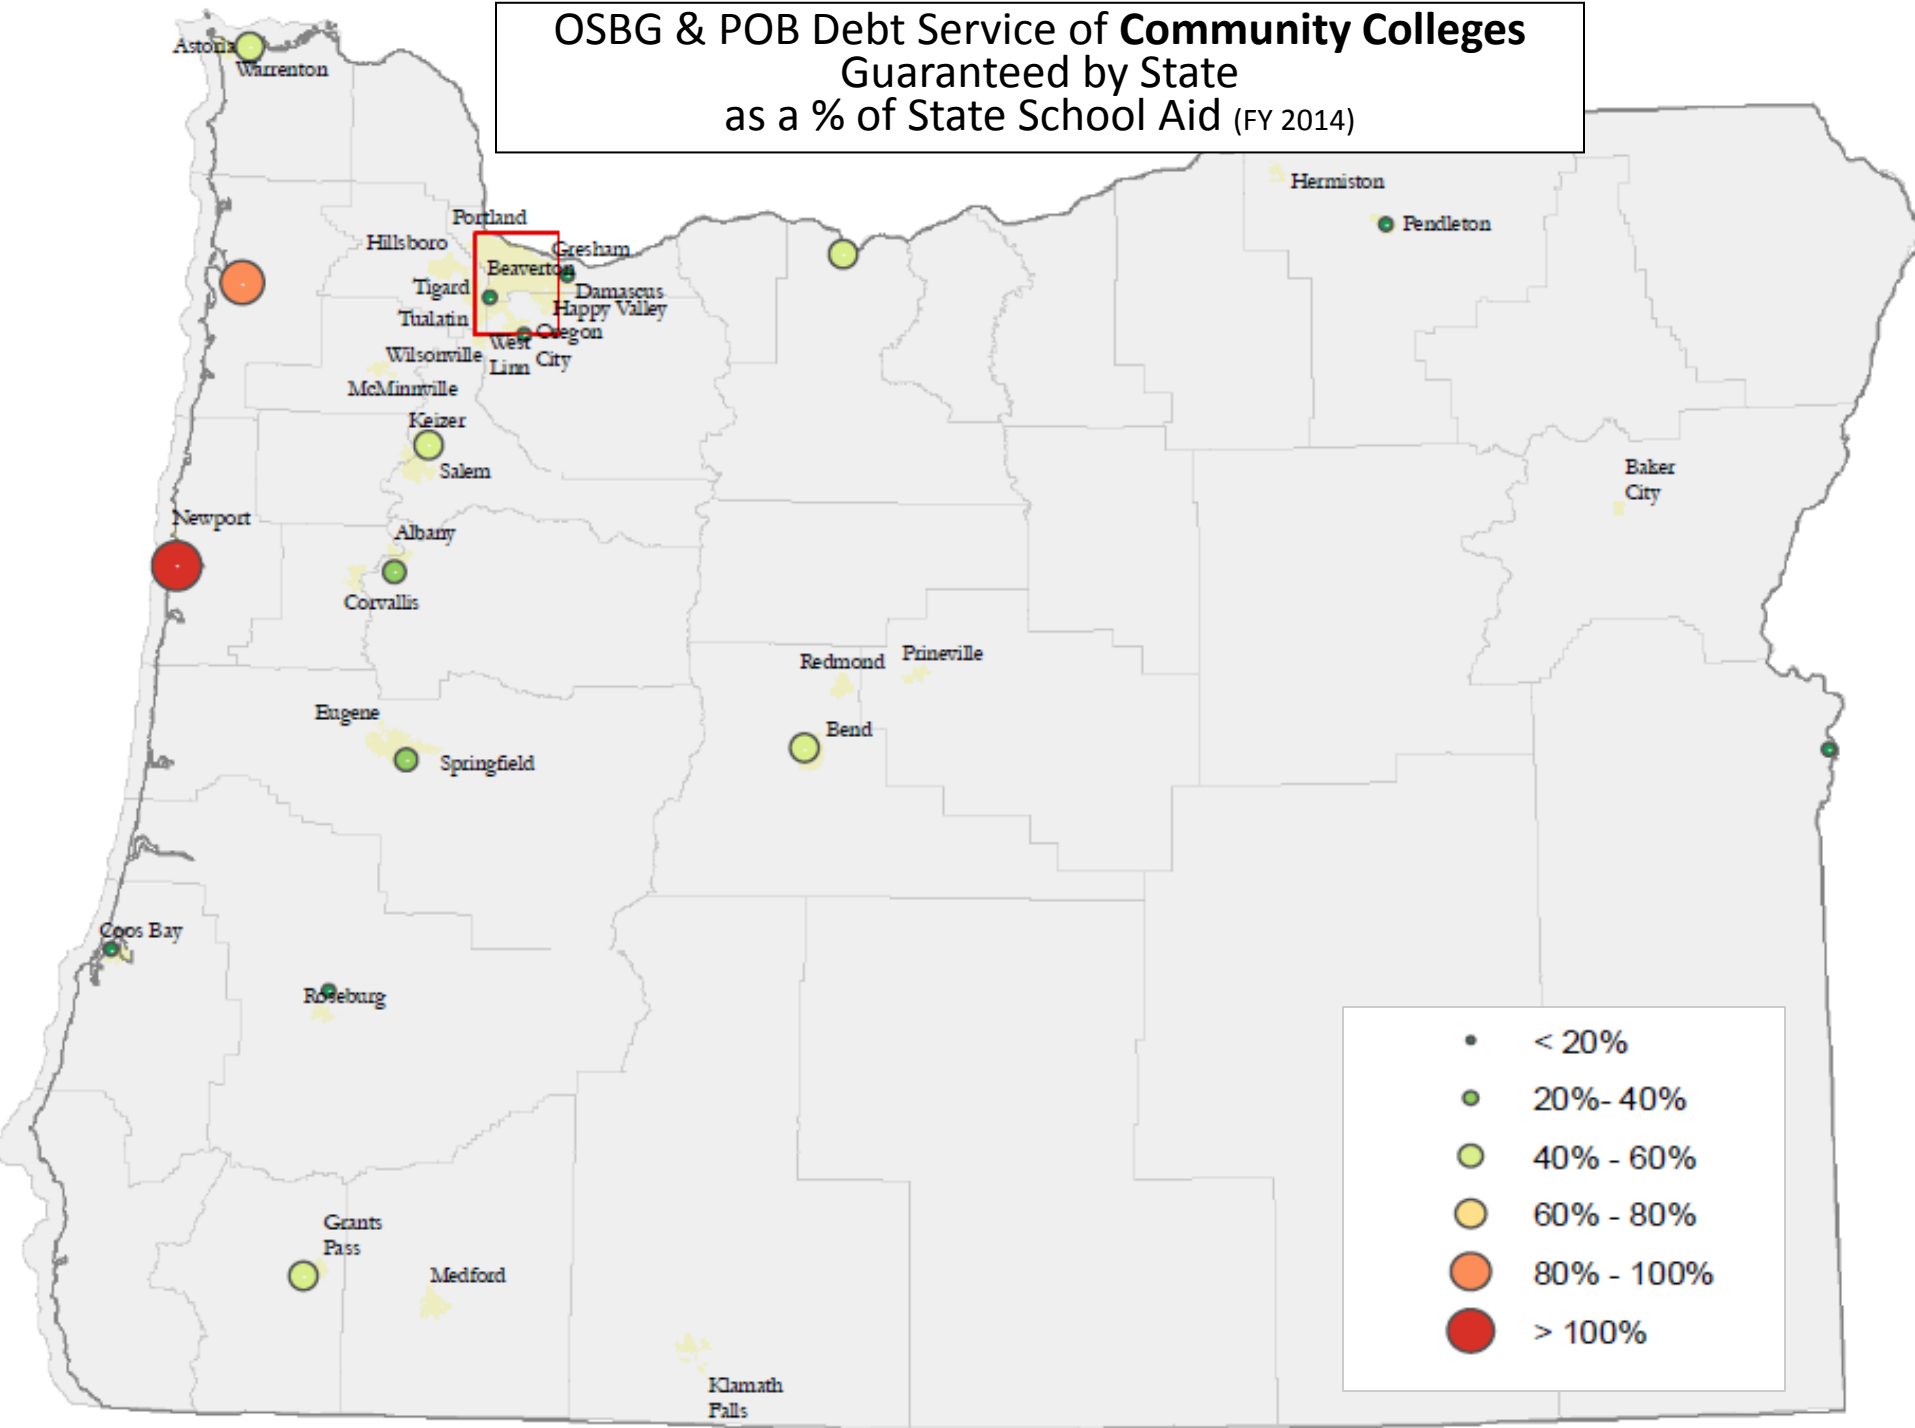 OSBG & POB Debt Service of Community Colleges
Guaranteed by State
as a % of State School Aid (FY 2014)
Astoria
Warrenton
Hermiston
Pendleton
Portland
Hillsboro
Gresham
Beaverton
Tigard
Damascus
Happy Valley
Tualatin
Oregon
City
West
Linn
Wilsonville
McMinnville
Keizer
Salem
Baker
City
Newport
Albany
Corvallis
Redmond
Prineville
Eugene
Bend
Springfield
Coos Bay
Roseburg
Grants
Pass
Medford
Klamath
Falls
< 20%
20%- 40%
40% - 60%
60% - 80%
80% - 100%
> 100%